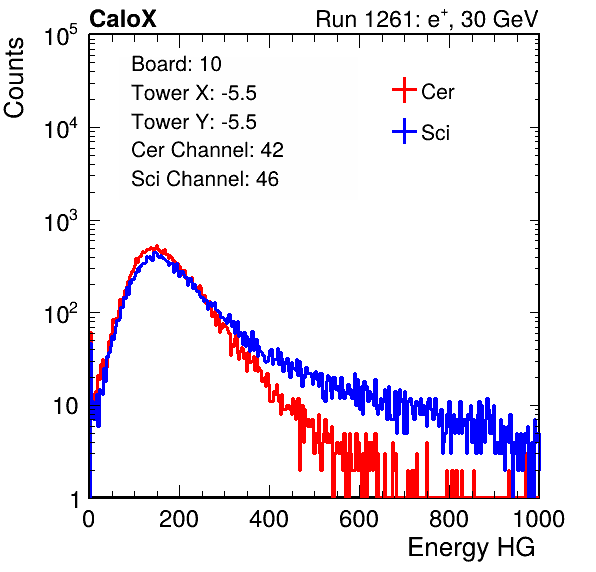 CaloX Run 1261: e⁺, 30 GeV
Counts
Board: 10
Tower X: -5.5
Tower Y: -5.5
Cer Channel: 42
Sci Channel: 46
Cer
Sci
10⁵
10⁴
10³
10²
10
1
0 200 400 600 800 1000
Energy HG